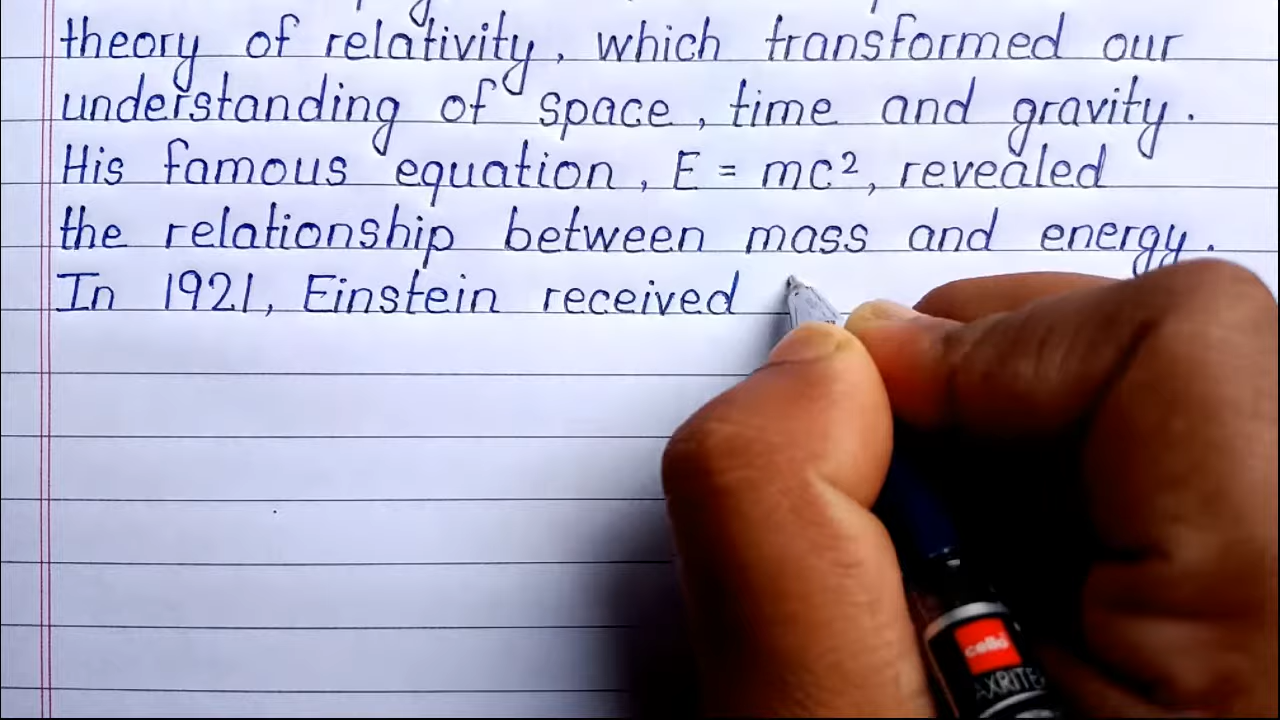 theory of relativity, which transformed our
understanding of space, time and gravity.
His famous equation, E = mc², revealed
the relationship between mass and energy.
In 1921, Einstein received
cello